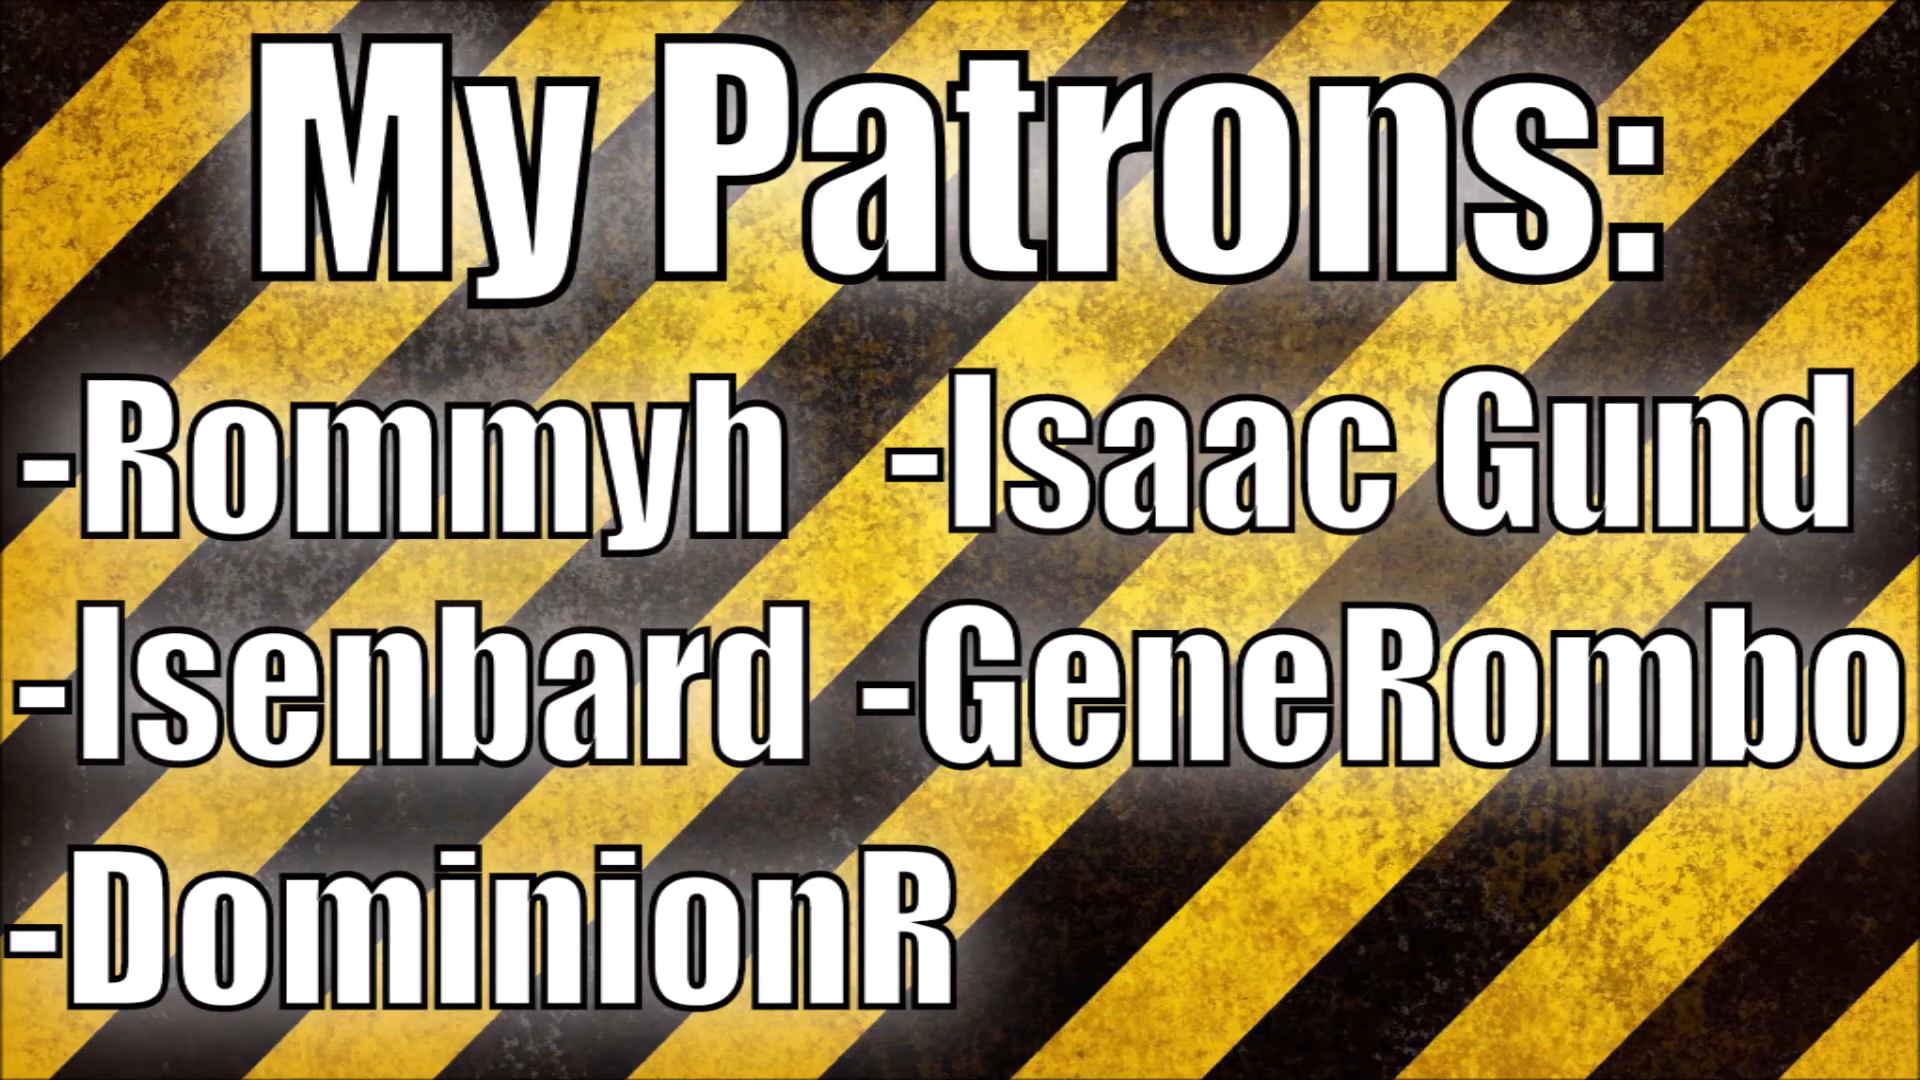 My Patrons:
-Rommyh
-Isaac Gund
-Isenbard
-GeneRombo
-DominionR